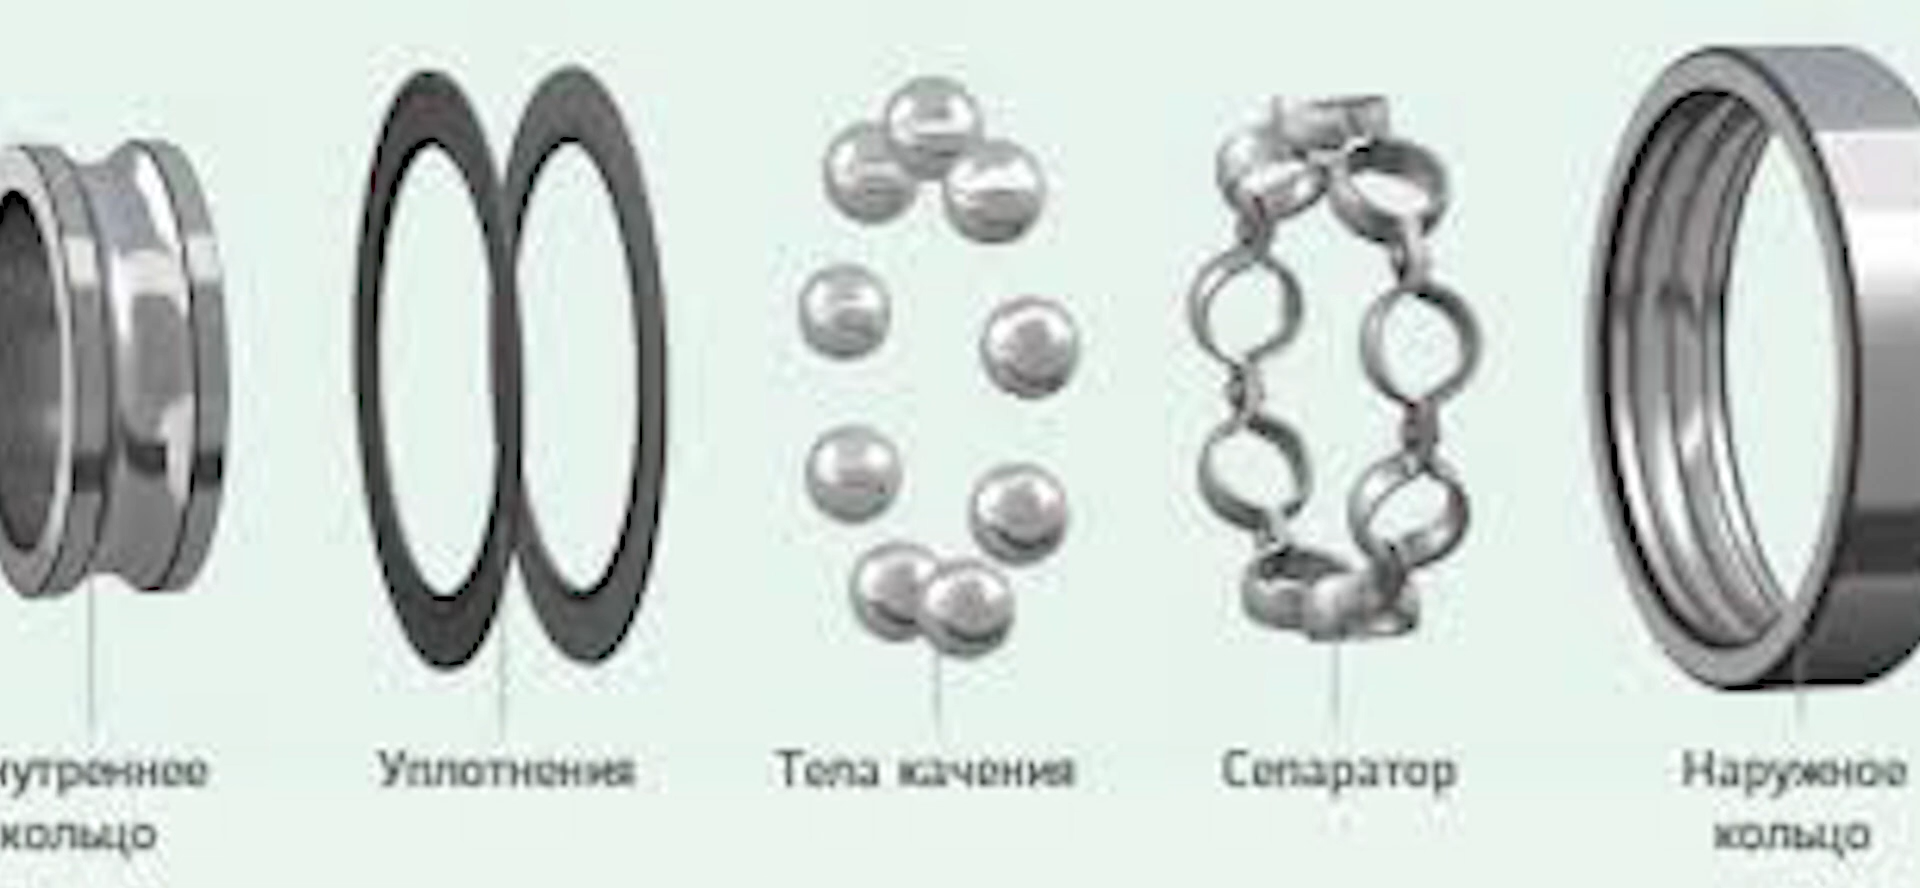 нутреннее
кольцо
Уплотнения
Тела качения
Сепаратор
Наружное
кольцо